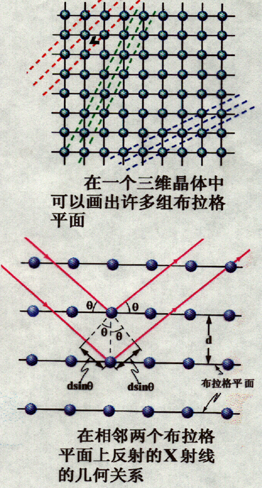 在一个三维晶体中
可以画出许多组布拉格
平面
θ θ
θ θ
d
dsinθ dsinθ
布拉格平面
在相邻两个布拉格
平面上反射的X射线
的几何关系